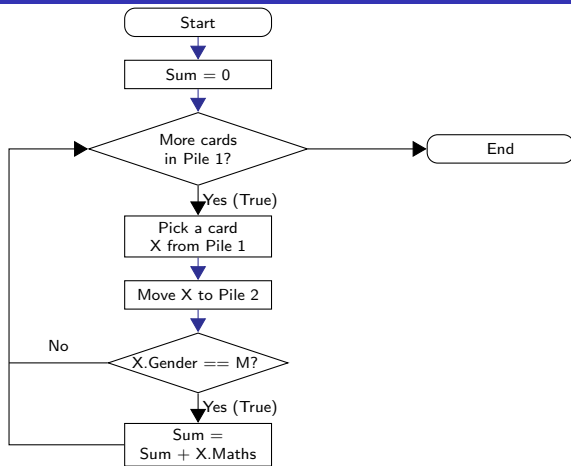 Start
Sum = 0
More cards
in Pile 1?
End
Yes (True)
Pick a card
X from Pile 1
Move X to Pile 2
No
X.Gender == M?
Yes (True)
Sum =
Sum + X.Maths